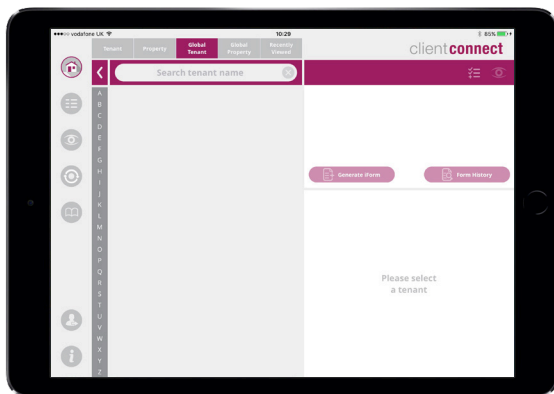 vodafone UK
10:29
85%
Tenant
Property
Global Tenant
Global Property
Recently Viewed
clientconnect
Search tenant name
A
B
C
D
E
F
G
H
I
J
K
L
M
N
O
P
Q
R
S
T
U
V
W
X
Y
Z
Generate iForm
Form History
Please select
a tenant
i